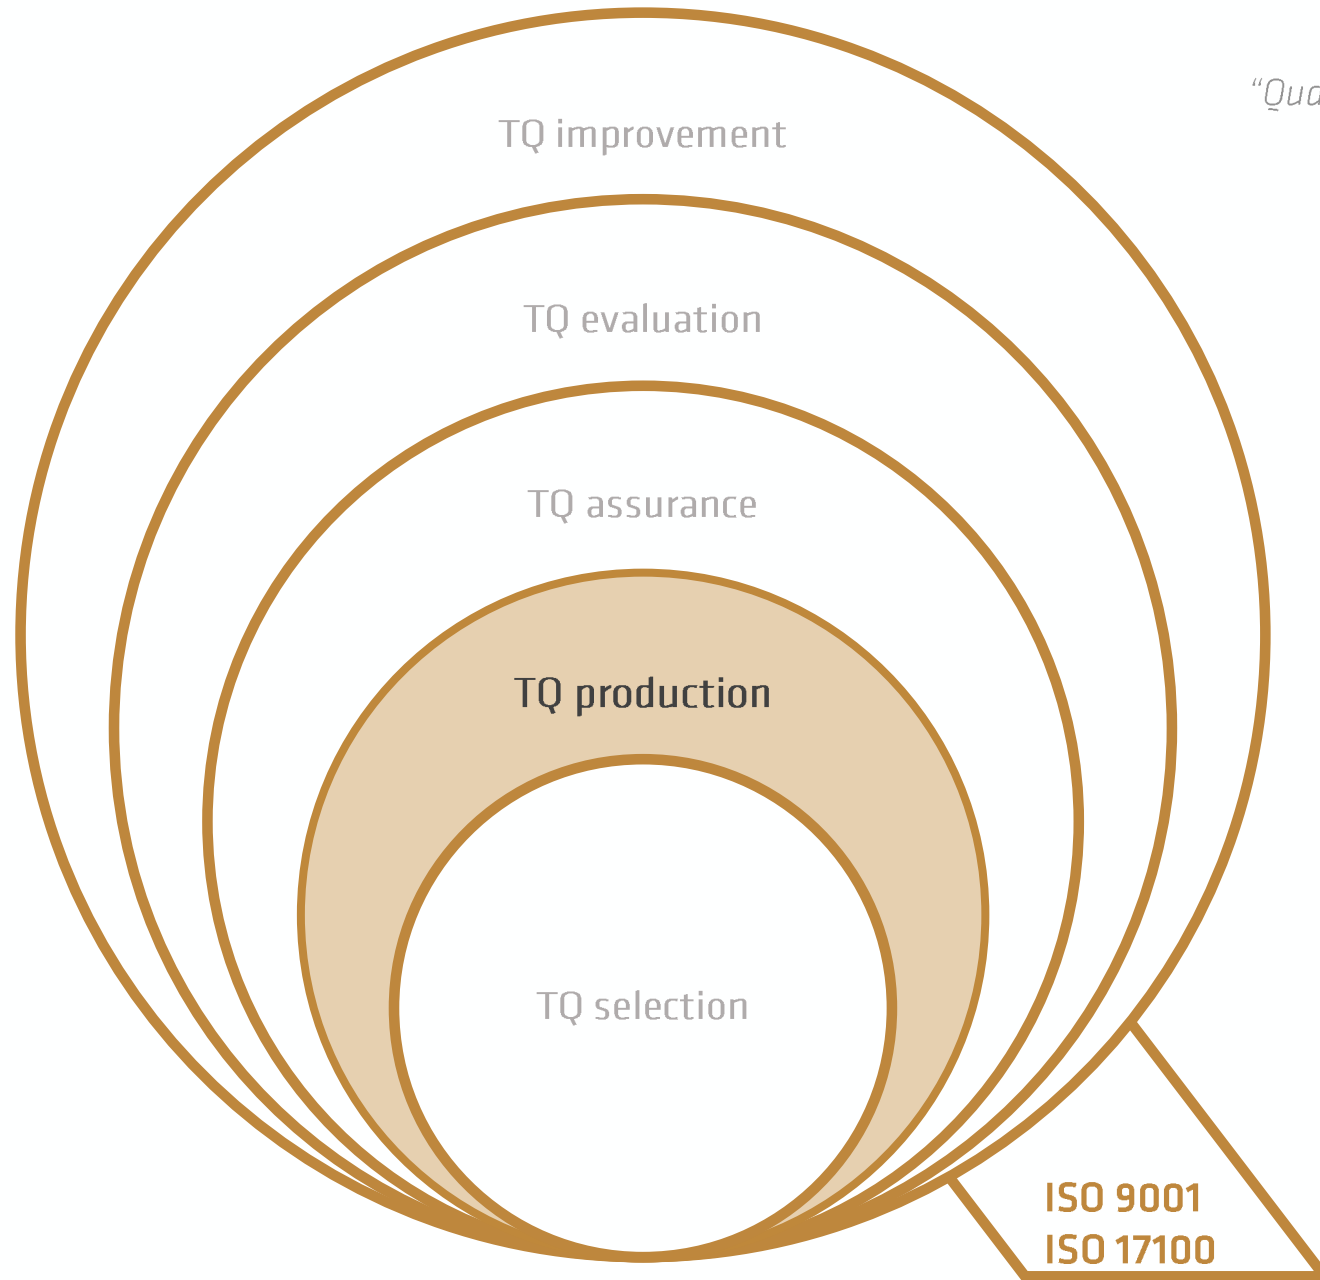 TQ improvement
TQ evaluation
TQ assurance
TQ production
TQ selection
ISO 9001
ISO 17100